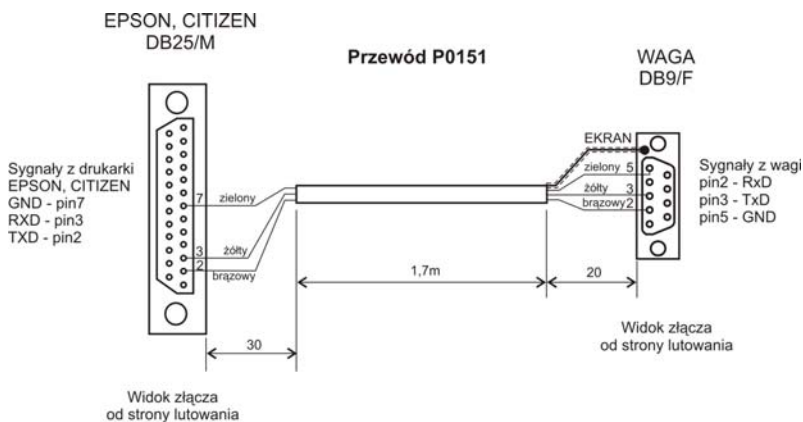 EPSON, CITIZEN
DB25/M
Przewód P0151
WAGA
DB9/F
EKRAN
Sygnały z drukarki
EPSON, CITIZEN
GND - pin7
RXD - pin3
TXD - pin2
7
zielony
3
żółty
2
brązowy
zielony
5
żółty
3
brązowy
2
Sygnały z wagi
pin2 - RxD
pin3 - TxD
pin5 - GND
1,7m
20
30
Widok złącza
od strony lutowania
Widok złącza
od strony lutowania